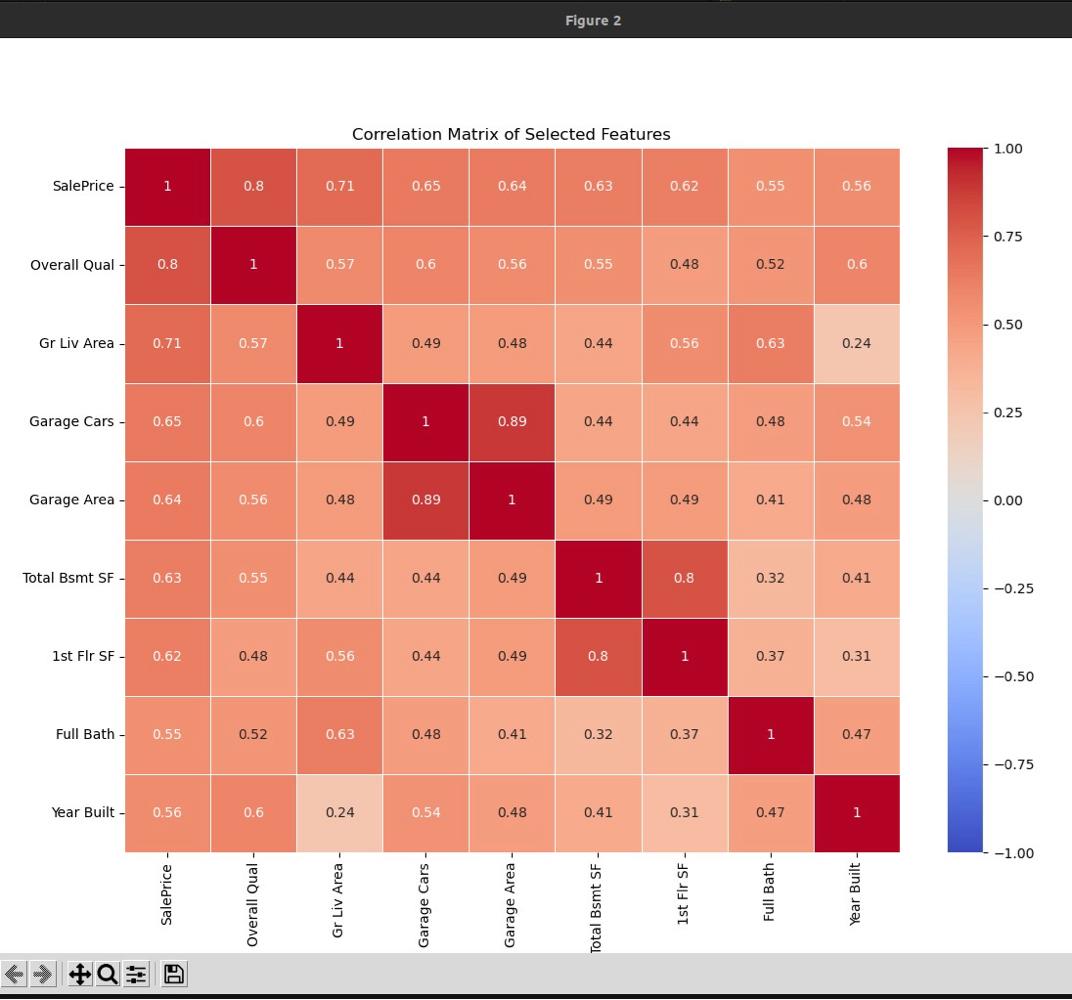 Figure 2
Correlation Matrix of Selected Features
SalePrice 1 0.8 0.71 0.65 0.64 0.63 0.62 0.55 0.56
Overall Qual 0.8 1 0.57 0.6 0.56 0.55 0.48 0.52 0.6
Gr Liv Area 0.71 0.57 1 0.49 0.48 0.44 0.56 0.63 0.24
Garage Cars 0.65 0.6 0.49 1 0.89 0.44 0.44 0.48 0.54
Garage Area 0.64 0.56 0.48 0.89 1 0.49 0.49 0.41 0.48
Total Bsmt SF 0.63 0.55 0.44 0.44 0.49 1 0.8 0.32 0.41
1st Flr SF 0.62 0.48 0.56 0.44 0.49 0.8 1 0.37 0.31
Full Bath 0.55 0.52 0.63 0.48 0.41 0.32 0.37 1 0.47
Year Built 0.56 0.6 0.24 0.54 0.48 0.41 0.31 0.47 1
SalePrice
Overall Qual
Gr Liv Area
Garage Cars
Garage Area
Total Bsmt SF
1st Flr SF
Full Bath
Year Built
1.00
0.75
0.50
0.25
0.00
−0.25
−0.50
−0.75
−1.00